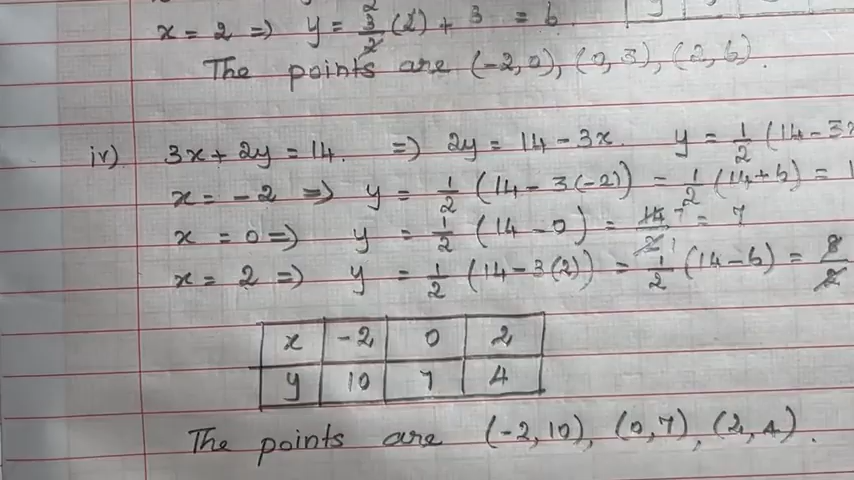 x = 2 => y = 3/2 (2) + 3 = 6
The points are (-2,0), (0,3), (2,6).
iv) 3x + 2y = 14. => 2y = 14 - 3x. y = 1/2 (14 - 3x
x = -2 => y = 1/2 (14 - 3(-2)) = 1/2 (14+6) = 1
x = 0 => y = 1/2 (14 - 0) = 14/2 7/1 = 7
x = 2 => y = 1/2 (14 - 3(2)) = 1/2 (14 - 6) = 8/2
x -2 0 2
y 10 7 4
The points are (-2,10), (0,7), (2,4).